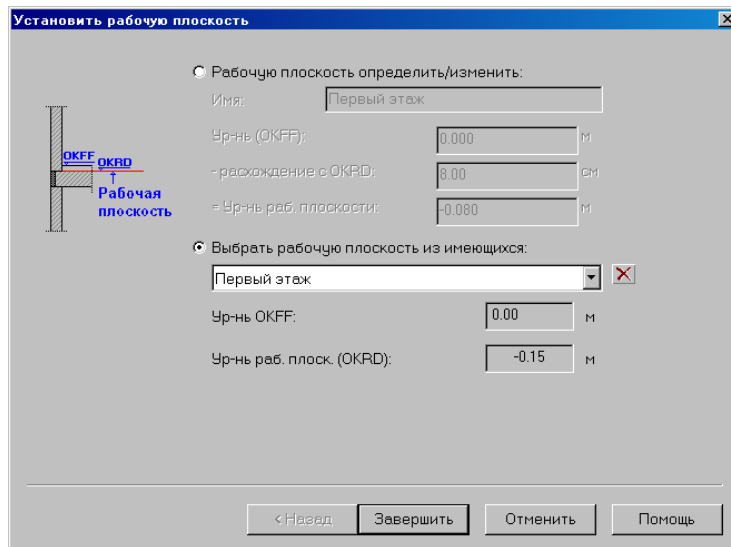 Установить рабочую плоскость
Рабочую плоскость определить/изменить:
Имя: Первый этаж
Ур-нь (OKFF): 0.000 м
- расхождение с OKRD: 8.00 см
= Ур-нь раб. плоскости: -0.080 м
OKFF OKRD
Рабочая
плоскость
Выбрать рабочую плоскость из имеющихся:
Первый этаж
Ур-нь OKFF: 0.00 м
Ур-нь раб. плоск. (OKRD): -0.15 м
< Назад Завершить Отменить Помощь